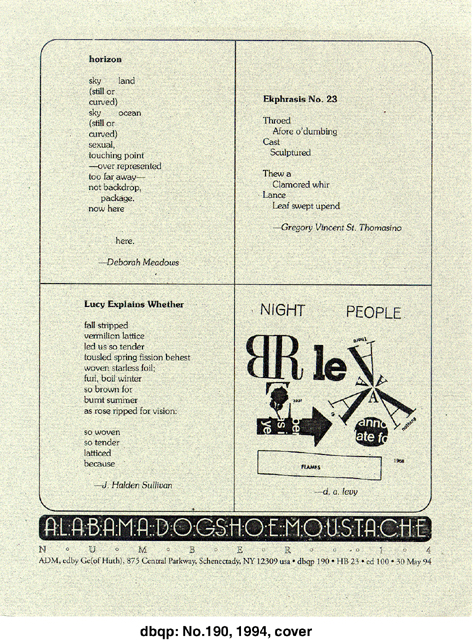 horizon
sky land
(still or
curved)
sky ocean
(still or
curved)
sexual,
touching point
—over represented
too far away—
not backdrop,
package.
now here
here.
—Deborah Meadows
Ekphrasis No. 23
Throed
Afore o'dumbing
Cast
Sculptured
Thew a
Clamored whir
Lance
Leaf swept upend
—Gregory Vincent St. Thomasino
Lucy Explains Whether
fall stripped
vermilion lattice
led us so tender
tousled spring fission behest
woven starless foil;
furl, boil winter
so brown for
burnt summer
as rose ripped for vision:
so woven
so tender
latticed
because
—J. Halden Sullivan
NIGHT PEOPLE
BR le
nothing
anno
ate fo
FLAMES
1968
—d. a. levy
A:L:A:B:A:M:A:D:O:G:S:H:O:E:M:O:U:S:T:A:C:H:E
N o U o M o B o E o R o o o 1 o 4
ADM, edby Ge(of Huth), 875 Central Parkway, Schenectady, NY 12309 usa • dbqp 190 • HB 23 • ed 100 • 30 May 94
dbqp: No.190, 1994, cover